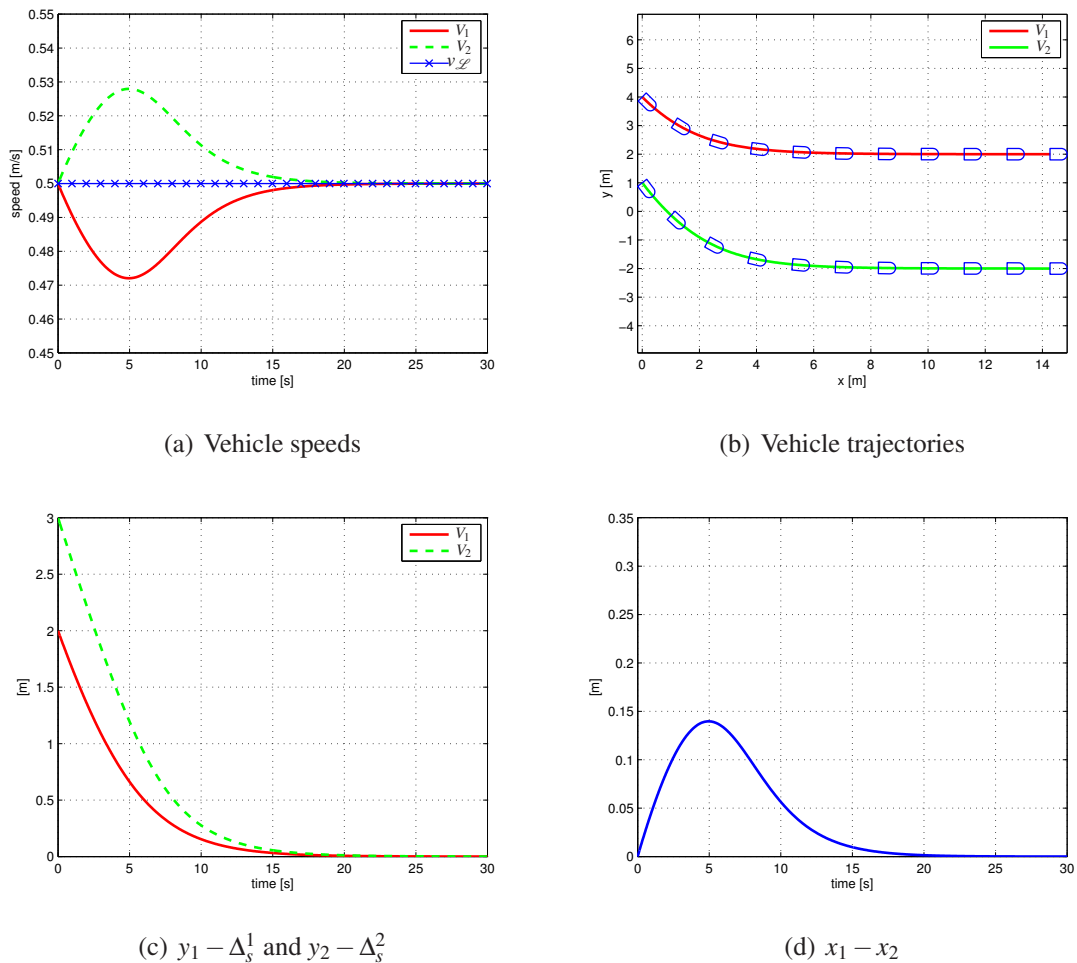 0.55
0.54
0.53
0.52
0.51
0.5
0.49
0.48
0.47
0.46
0.45
speed [m/s]
0 5 10 15 20 25 30
time [s]
V₁
V₂
v_ℒ
(a) Vehicle speeds
6
5
4
3
2
1
0
−1
−2
−3
−4
y [m]
0 2 4 6 8 10 12 14
x [m]
V₁
V₂
(b) Vehicle trajectories
3
2.5
2
1.5
1
0.5
0
[m]
0 5 10 15 20 25 30
time [s]
V₁
V₂
(c) y₁ − Δₛ¹ and y₂ − Δₛ²
0.35
0.3
0.25
0.2
0.15
0.1
0.05
0
[m]
0 5 10 15 20 25 30
time [s]
(d) x₁ − x₂